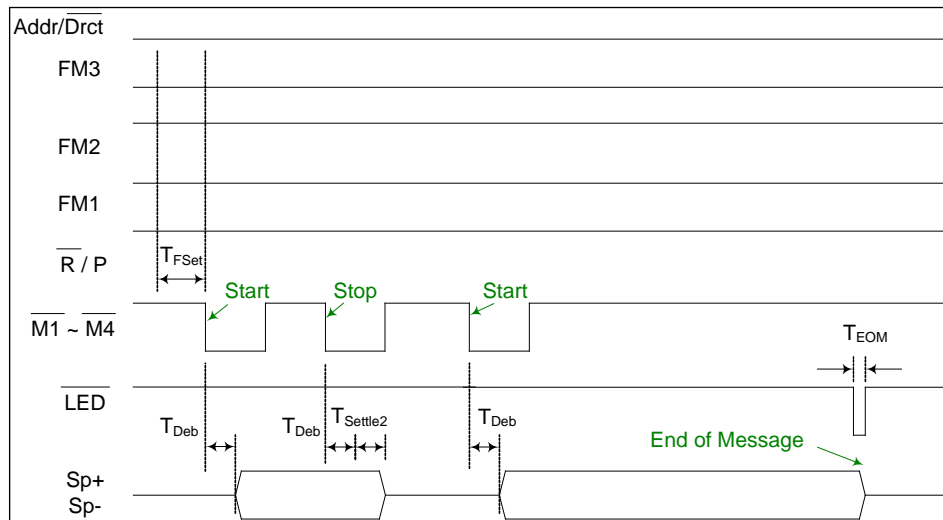 Addr/Drct
FM3
FM2
FM1
R / P
TFSet
Start
Stop
Start
M1 ~ M4
TEOM
LED
TDeb
TDeb
TSettle2
TDeb
End of Message
Sp+
Sp-